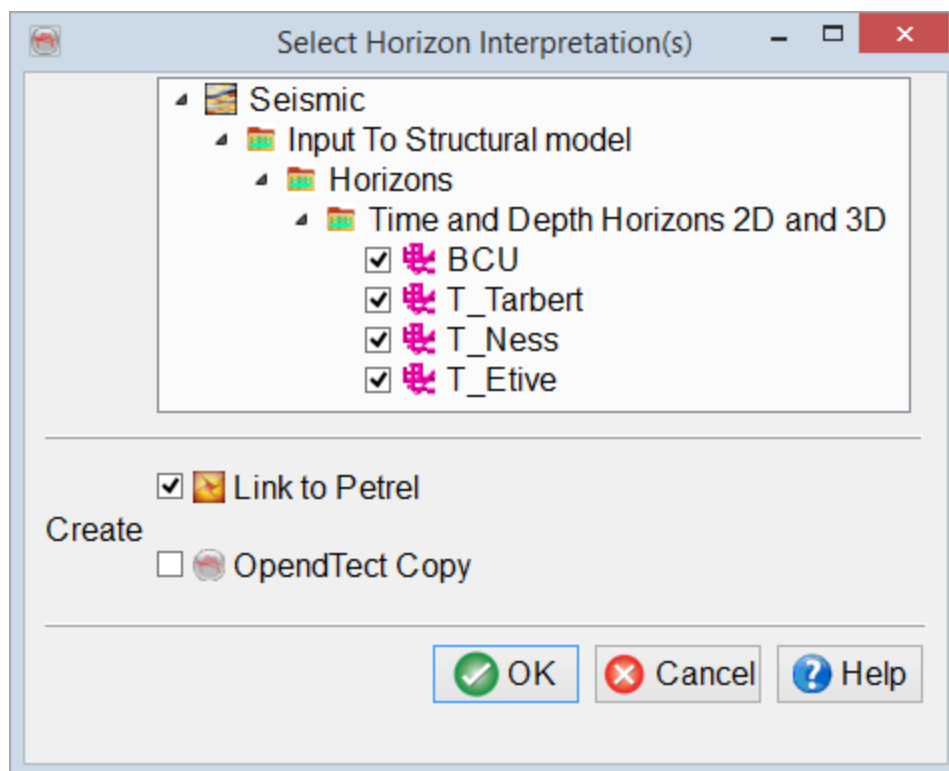 Select Horizon Interpretation(s)
Seismic
Input To Structural model
Horizons
Time and Depth Horizons 2D and 3D
BCU
T_Tarbert
T_Ness
T_Etive
Link to Petrel
Create
OpendTect Copy
OK Cancel Help